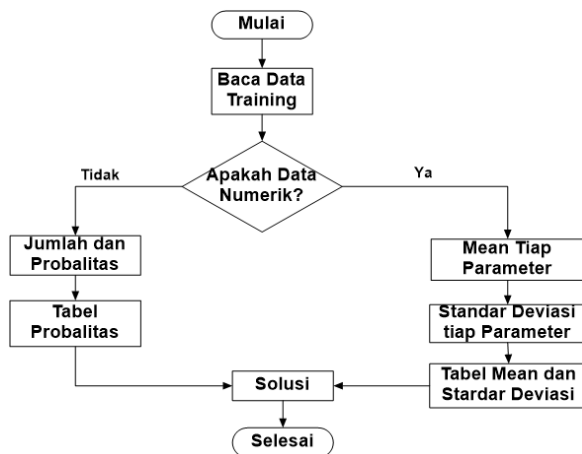 Mulai
Baca Data
Training
Apakah Data
Numerik?
Tidak
Ya
Jumlah dan
Probalitas
Tabel
Probalitas
Mean Tiap
Parameter
Standar Deviasi
tiap Parameter
Tabel Mean dan
Stardar Deviasi
Solusi
Selesai